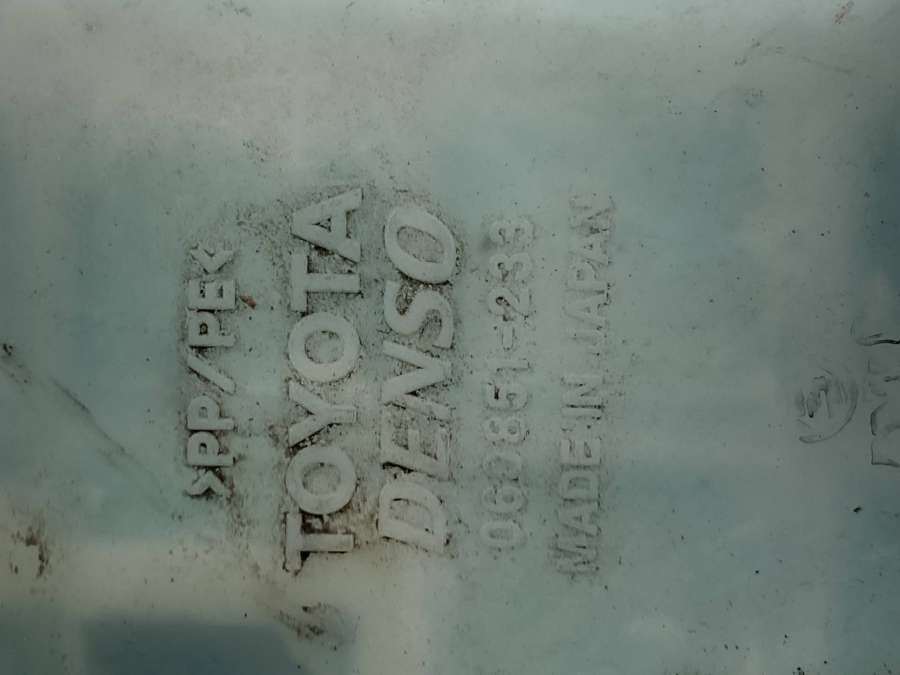 >PP/PE<
TOYOTA
DENSO
060851-233
MADE IN JAPAN